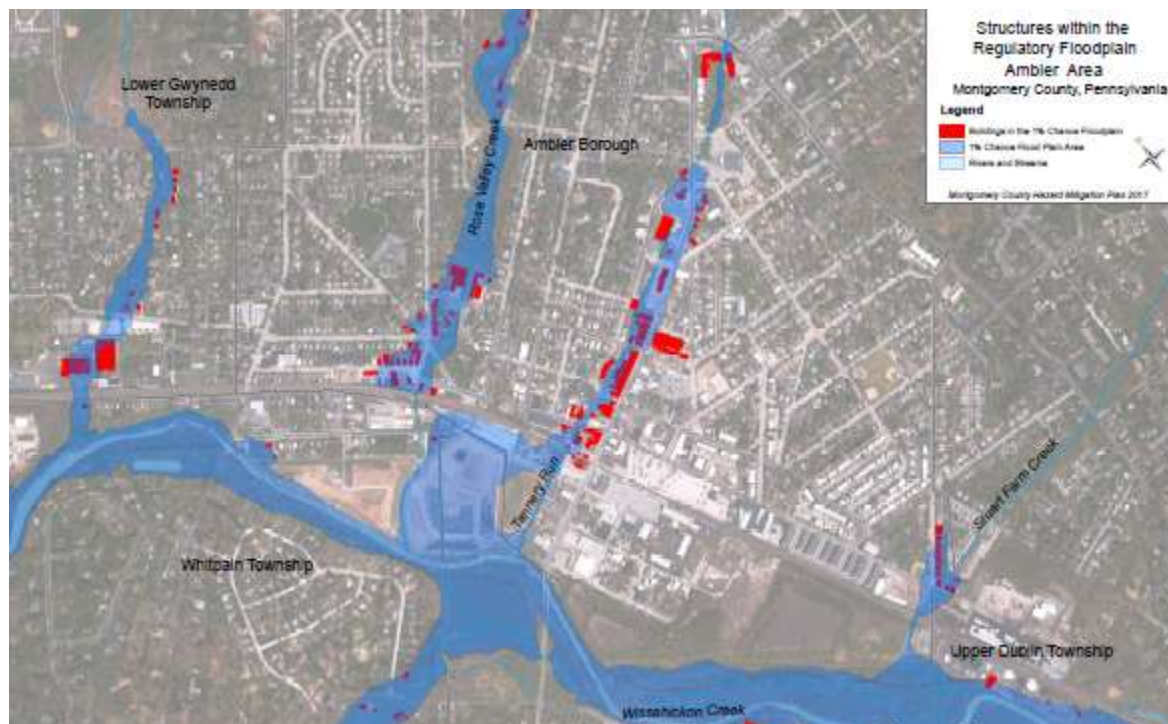 Structures within the
Regulatory Floodplain
Ambler Area
Montgomery County, Pennsylvania
Legend
Buildings in the 1% Chance Floodplain
1% Chance Flood Plain Area
Rivers and Streams
Montgomery County Hazard Mitigation Plan 2017
Lower Gwynedd
Township
Ambler Borough
Rose Valley Creek
Tannery Run
Stuart Farm Creek
Whitpain Township
Upper Dublin Township
Wissahickon Creek